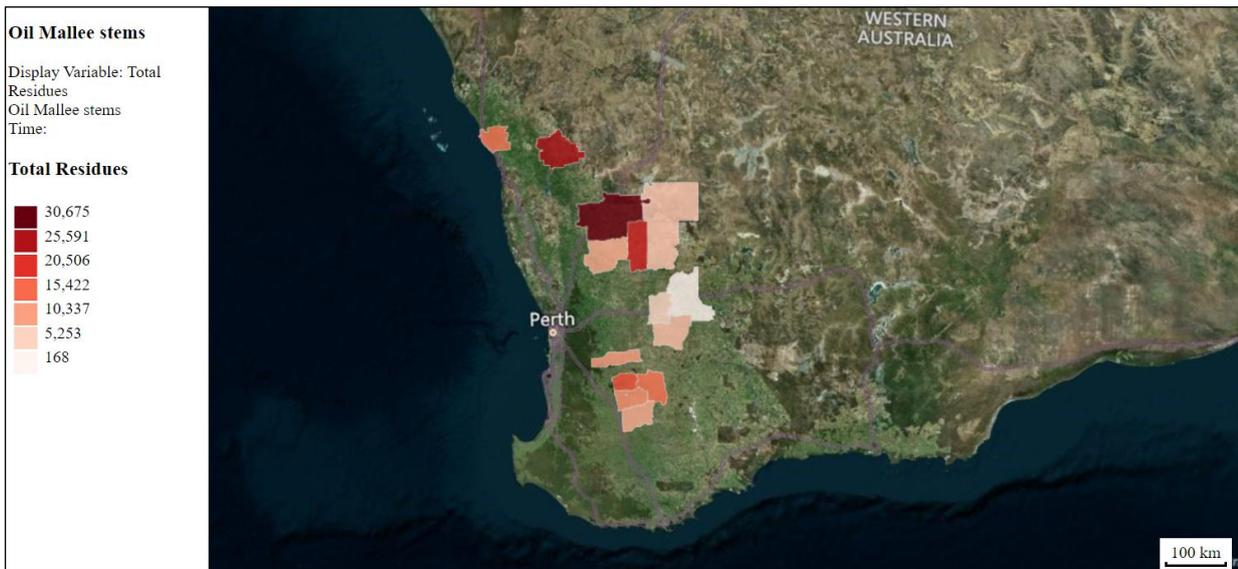 Oil Mallee stems
Display Variable: Total
Residues
Oil Mallee stems
Time:
Total Residues
30,675
25,591
20,506
15,422
10,337
5,253
168
WESTERN
AUSTRALIA
Perth
100 km